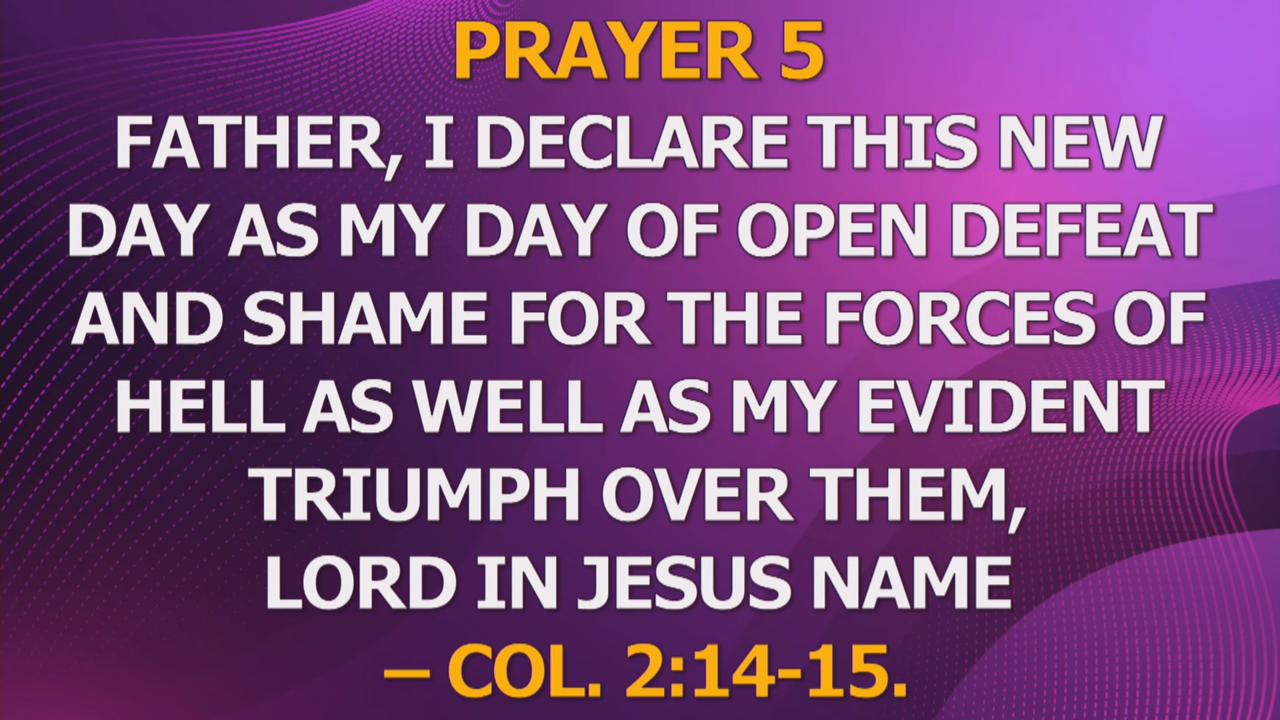 PRAYER 5
FATHER, I DECLARE THIS NEW
DAY AS MY DAY OF OPEN DEFEAT
AND SHAME FOR THE FORCES OF
HELL AS WELL AS MY EVIDENT
TRIUMPH OVER THEM,
LORD IN JESUS NAME
– COL. 2:14-15.